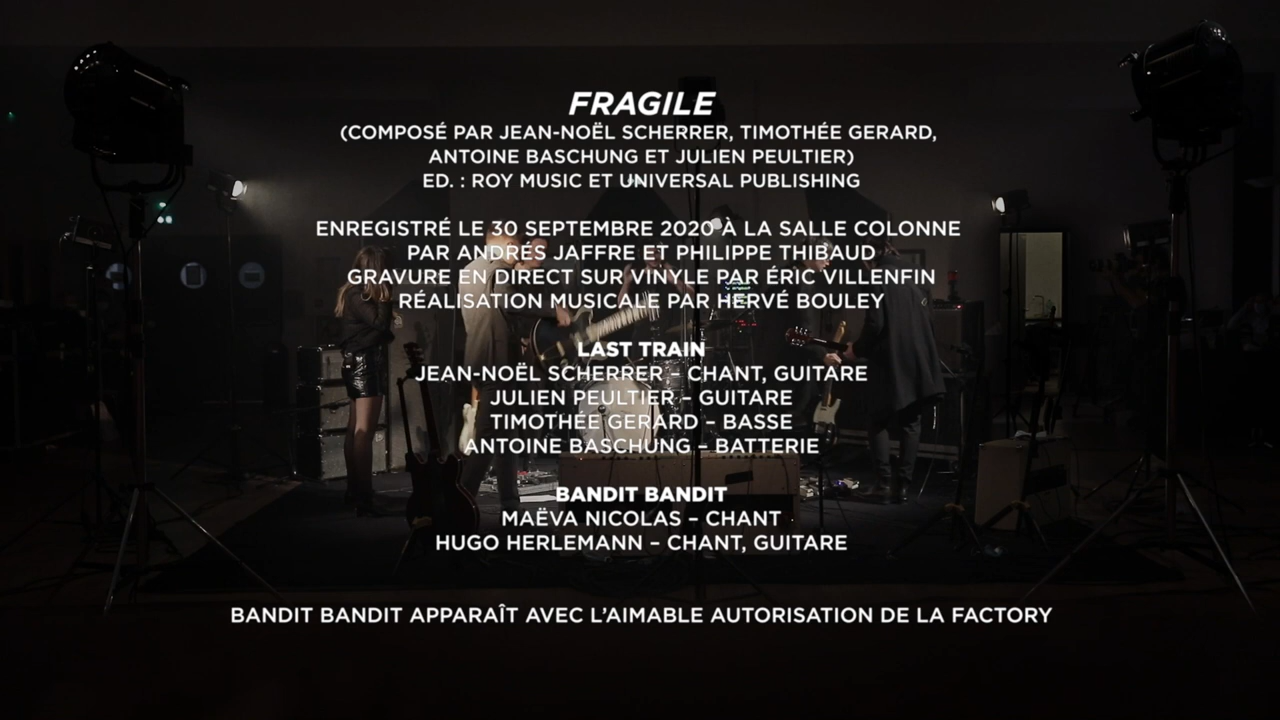 FRAGILE
(COMPOSÉ PAR JEAN-NOËL SCHERRER, TIMOTHÉE GERARD,
ANTOINE BASCHUNG ET JULIEN PEULTIER)
ED. : ROY MUSIC ET UNIVERSAL PUBLISHING
ENREGISTRÉ LE 30 SEPTEMBRE 2020 À LA SALLE COLONNE
PAR ANDRÉS JAFFRE ET PHILIPPE THIBAUD
GRAVURE EN DIRECT SUR VINYLE PAR ÉRIC VILLENFIN
RÉALISATION MUSICALE PAR HERVÉ BOULEY
LAST TRAIN
JEAN-NOËL SCHERRER – CHANT, GUITARE
JULIEN PEULTIER – GUITARE
TIMOTHÉE GERARD – BASSE
ANTOINE BASCHUNG – BATTERIE
BANDIT BANDIT
MAËVA NICOLAS – CHANT
HUGO HERLEMANN – CHANT, GUITARE
BANDIT BANDIT APPARAÎT AVEC L’AIMABLE AUTORISATION DE LA FACTORY